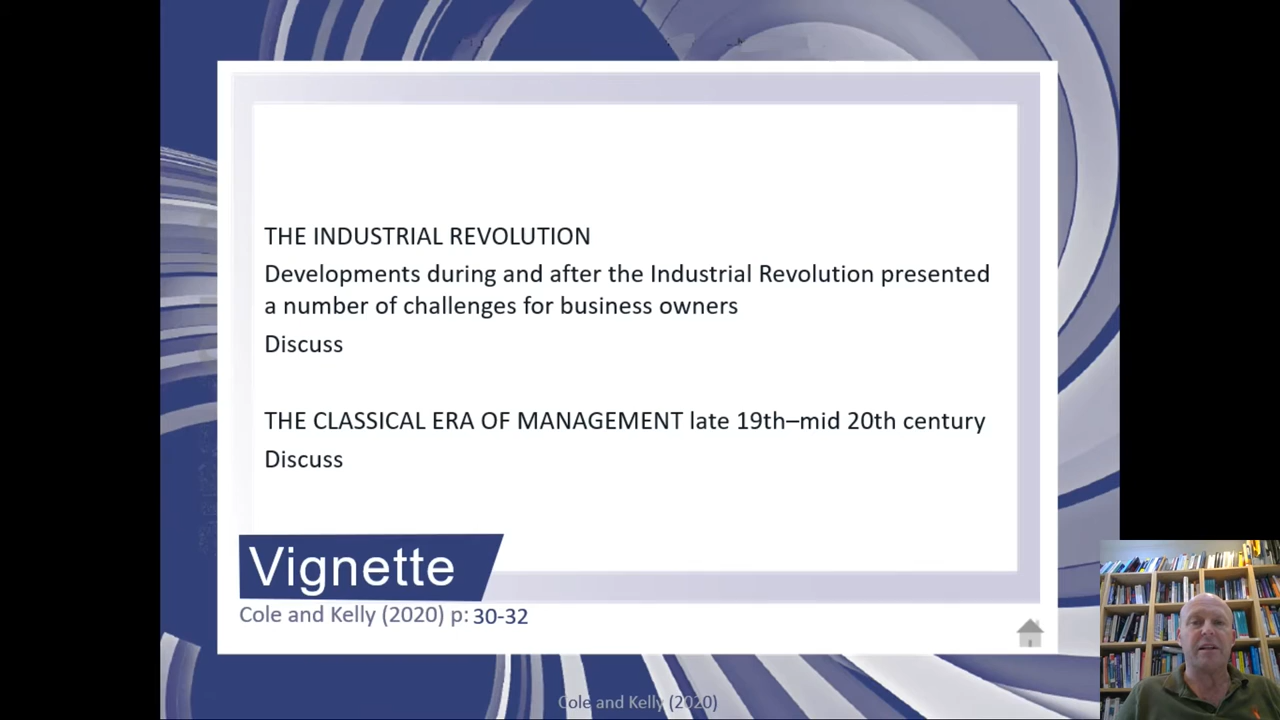 THE INDUSTRIAL REVOLUTION
Developments during and after the Industrial Revolution presented
a number of challenges for business owners
Discuss
THE CLASSICAL ERA OF MANAGEMENT late 19th–mid 20th century
Discuss
Vignette
Cole and Kelly (2020) p: 30-32
Cole and Kelly (2020)